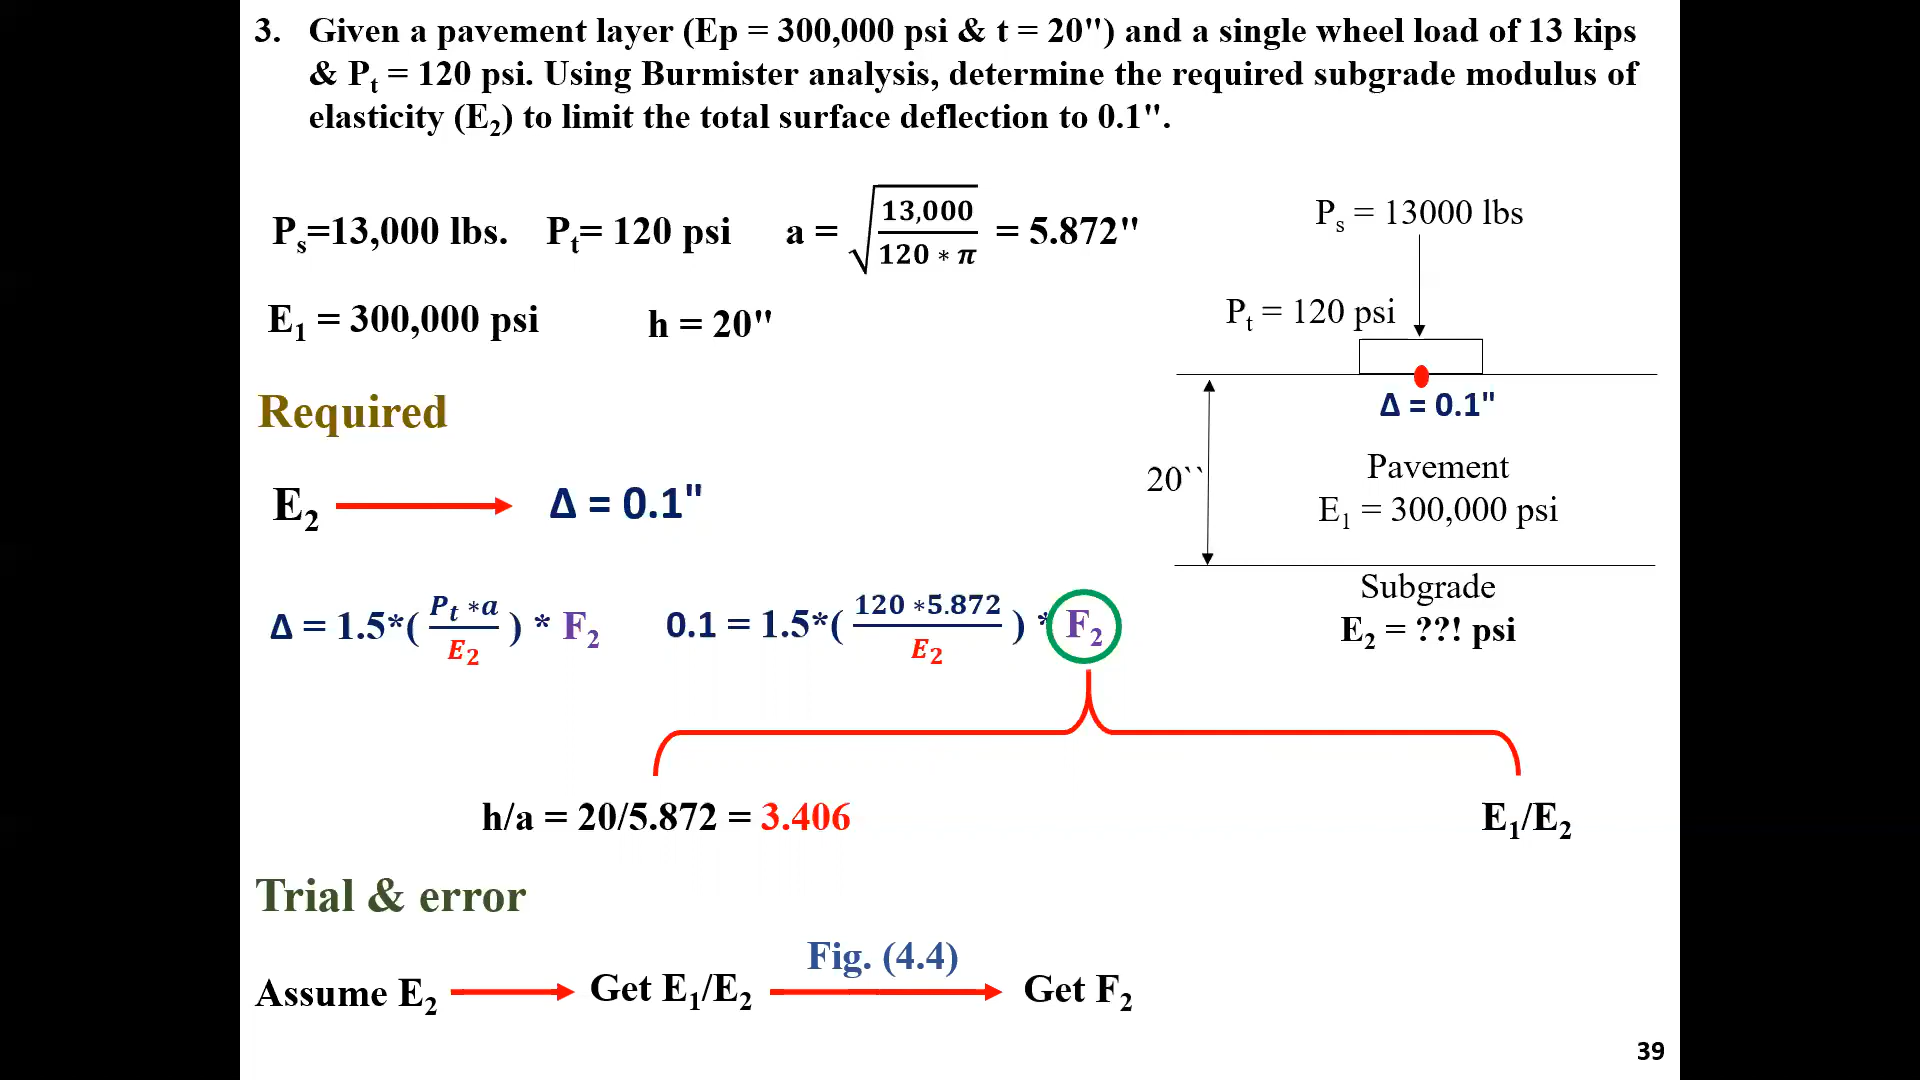 3. Given a pavement layer (Ep = 300,000 psi & t = 20") and a single wheel load of 13 kips
& Pt = 120 psi. Using Burmister analysis, determine the required subgrade modulus of
elasticity (E2) to limit the total surface deflection to 0.1".
Ps=13,000 lbs. Pt= 120 psi a = √(13,000 / 120 * π) = 5.872"
E1 = 300,000 psi h = 20"
Ps = 13000 lbs
Pt = 120 psi
Δ = 0.1"
20``
Pavement
E1 = 300,000 psi
Subgrade
E2 = ??! psi
Required
E2 Δ = 0.1"
Δ = 1.5*( Pt *a / E2 ) * F2 0.1 = 1.5*( 120 *5.872 / E2 ) * F2
h/a = 20/5.872 = 3.406 E1/E2
Trial & error
Fig. (4.4)
Assume E2 Get E1/E2 Get F2
39